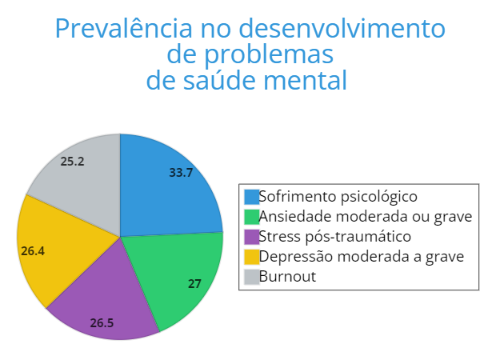 Prevalência no desenvolvimento
de problemas
de saúde mental
25.2
33.7
26.4
27
26.5
Sofrimento psicológico
Ansiedade moderada ou grave
Stress pós-traumático
Depressão moderada a grave
Burnout